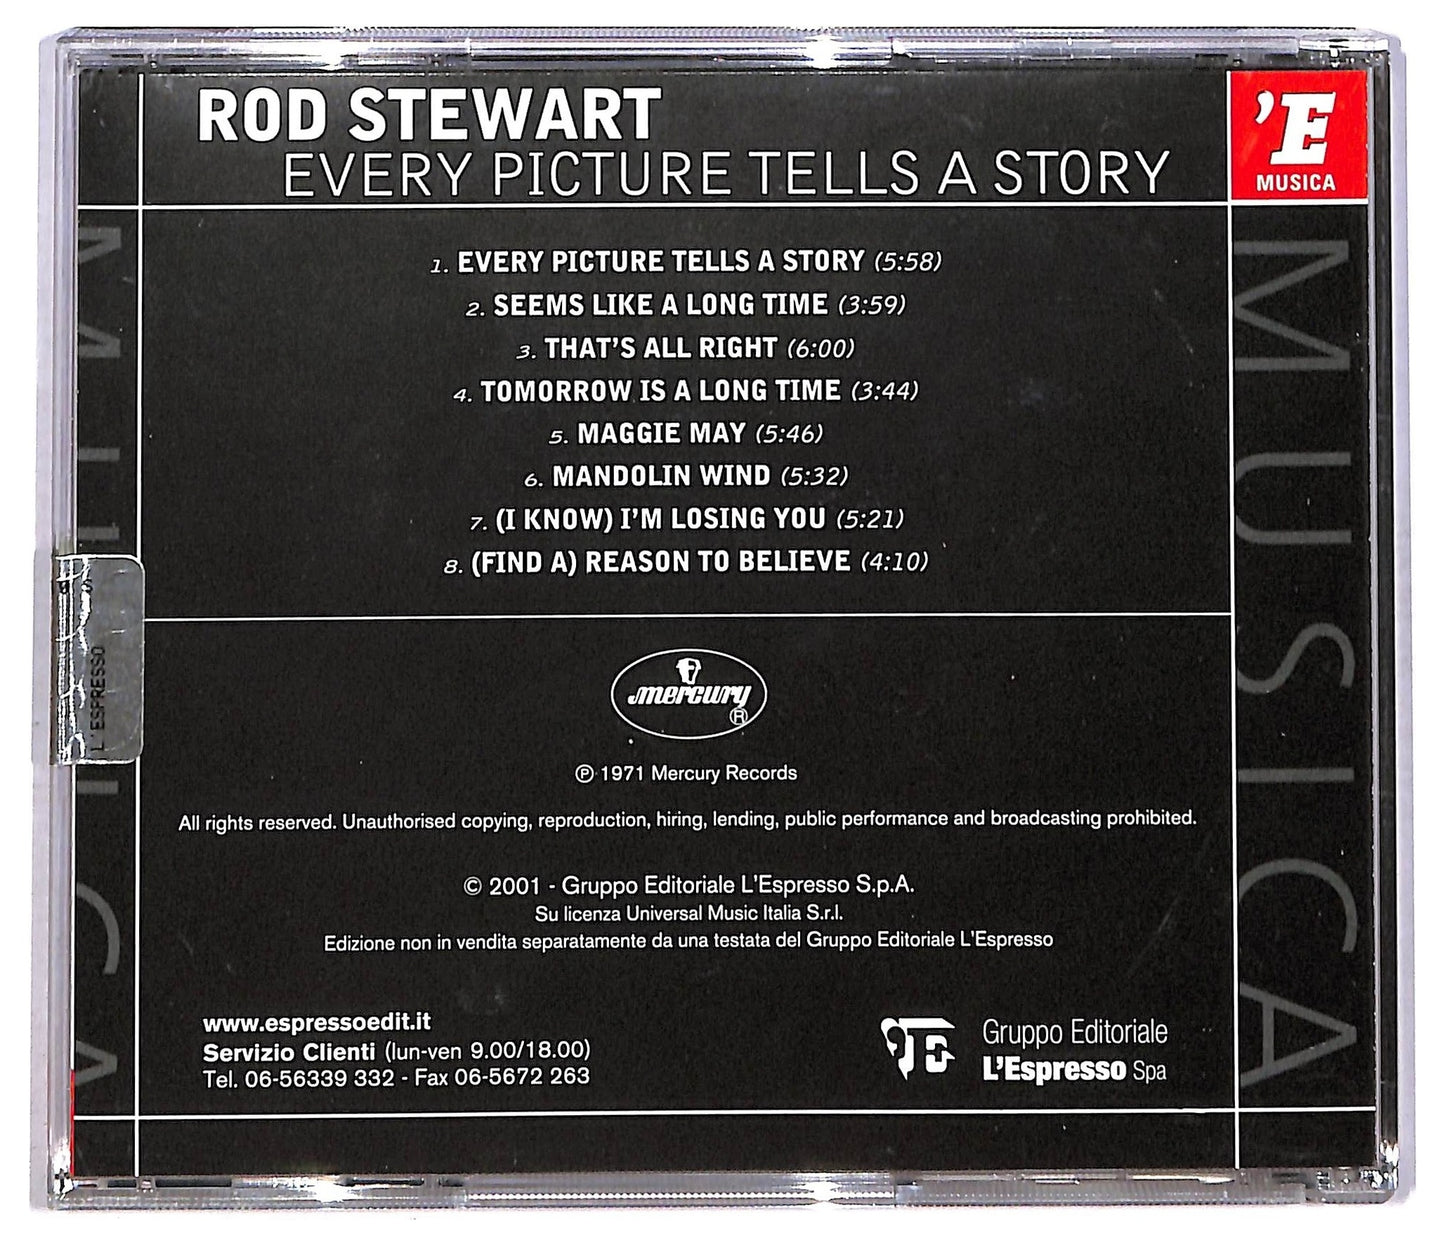 ROD STEWART
EVERY PICTURE TELLS A STORY
'E
MUSICA
1. EVERY PICTURE TELLS A STORY (5:58)
2. SEEMS LIKE A LONG TIME (3:59)
3. THAT'S ALL RIGHT (6:00)
4. TOMORROW IS A LONG TIME (3:44)
5. MAGGIE MAY (5:46)
6. MANDOLIN WIND (5:32)
7. (I KNOW) I'M LOSING YOU (5:21)
8. (FIND A) REASON TO BELIEVE (4:10)
MUSICA
MUSICA
L'ESPRESSO
mercury ®
℗ 1971 Mercury Records
All rights reserved. Unauthorised copying, reproduction, hiring, lending, public performance and broadcasting prohibited.
© 2001 - Gruppo Editoriale L'Espresso S.p.A.
Su licenza Universal Music Italia S.r.l.
Edizione non in vendita separatamente da una testata del Gruppo Editoriale L'Espresso
www.espressoedit.it
Servizio Clienti (lun-ven 9.00/18.00)
Tel. 06-56339 332 - Fax 06-5672 263
Gruppo Editoriale
L'Espresso Spa